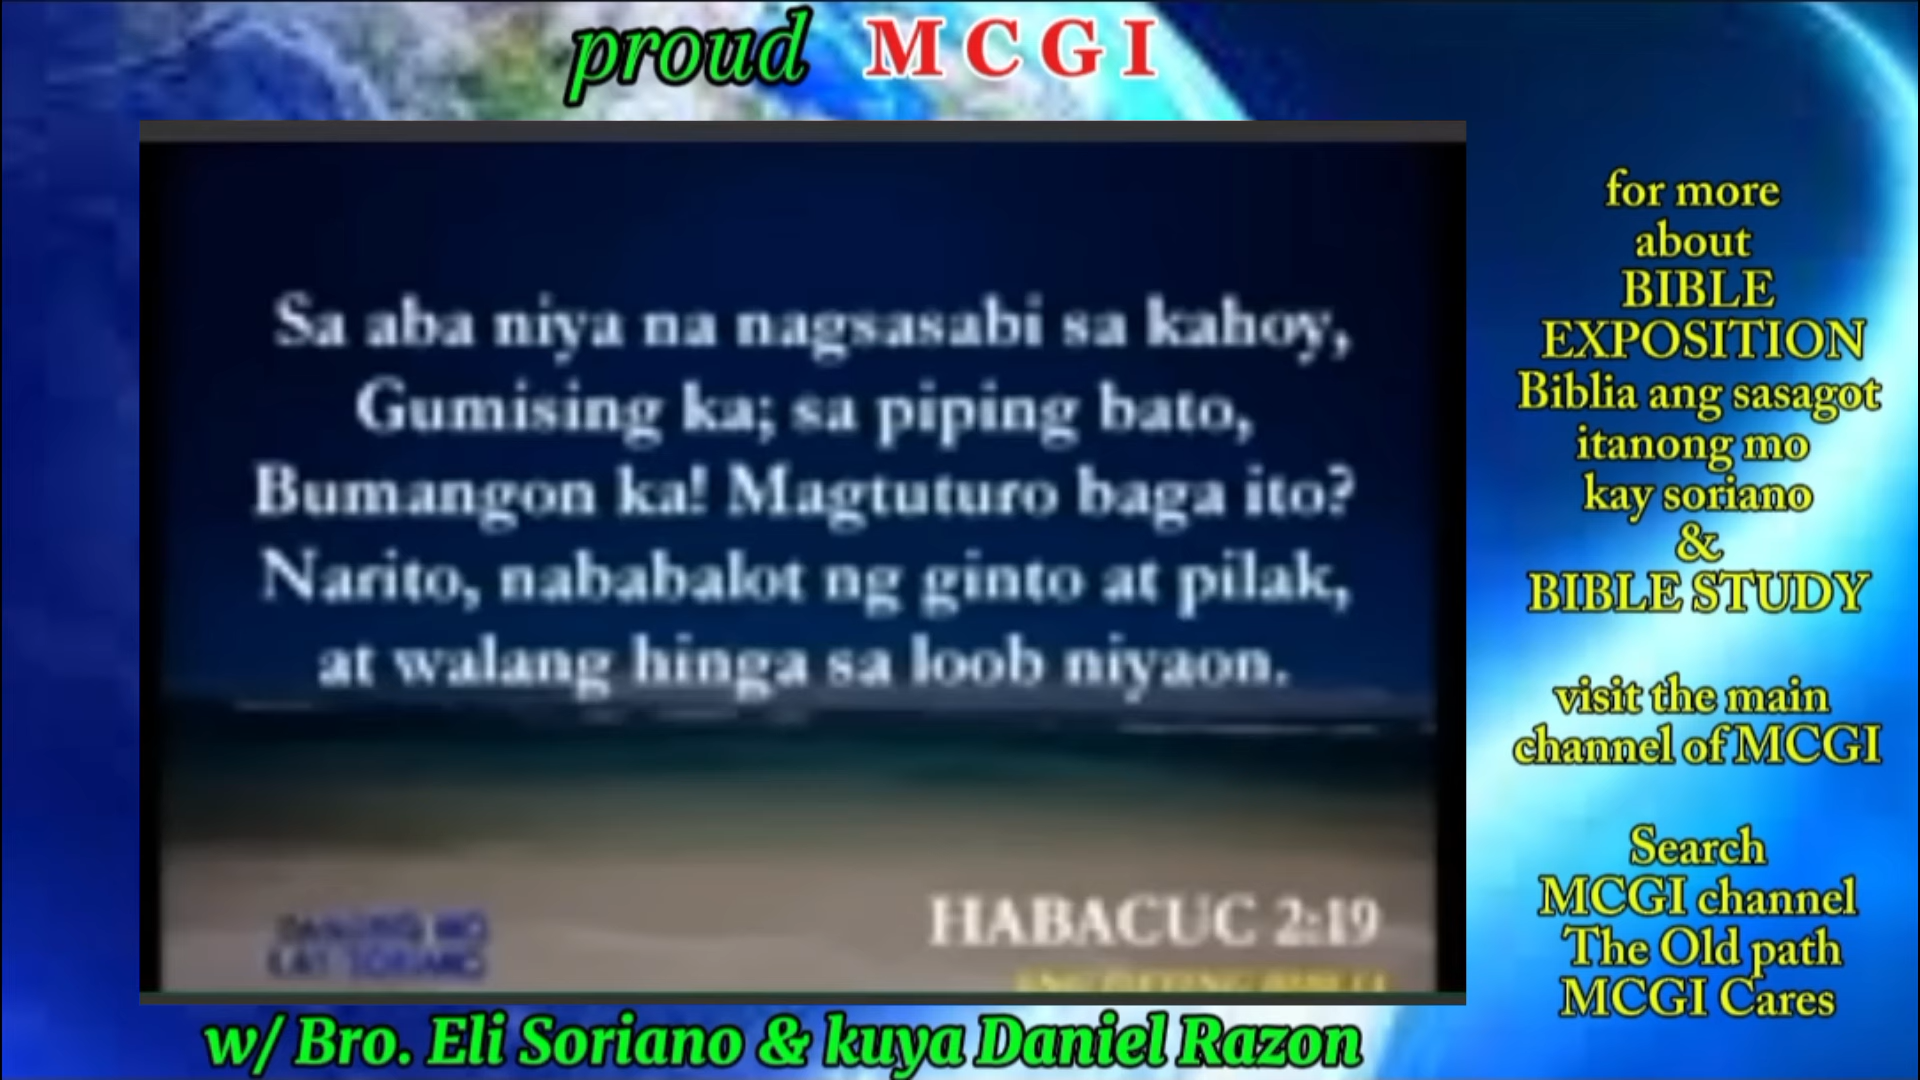 proud MCGI
Sa aba niya na nagsasabi sa kahoy,
Gumising ka; sa piping bato,
Bumangon ka! Magtuturo baga ito?
Narito, nababalot ng ginto at pilak,
at walang hinga sa loob niyaon.
HABACUC 2:19
w/ Bro. Eli Soriano & kuya Daniel Razon
for more
about
BIBLE
EXPOSITION
Biblia ang sasagot
itanong mo
kay soriano
&
BIBLE STUDY
visit the main
channel of MCGI
Search
MCGI channel
The Old path
MCGI Cares